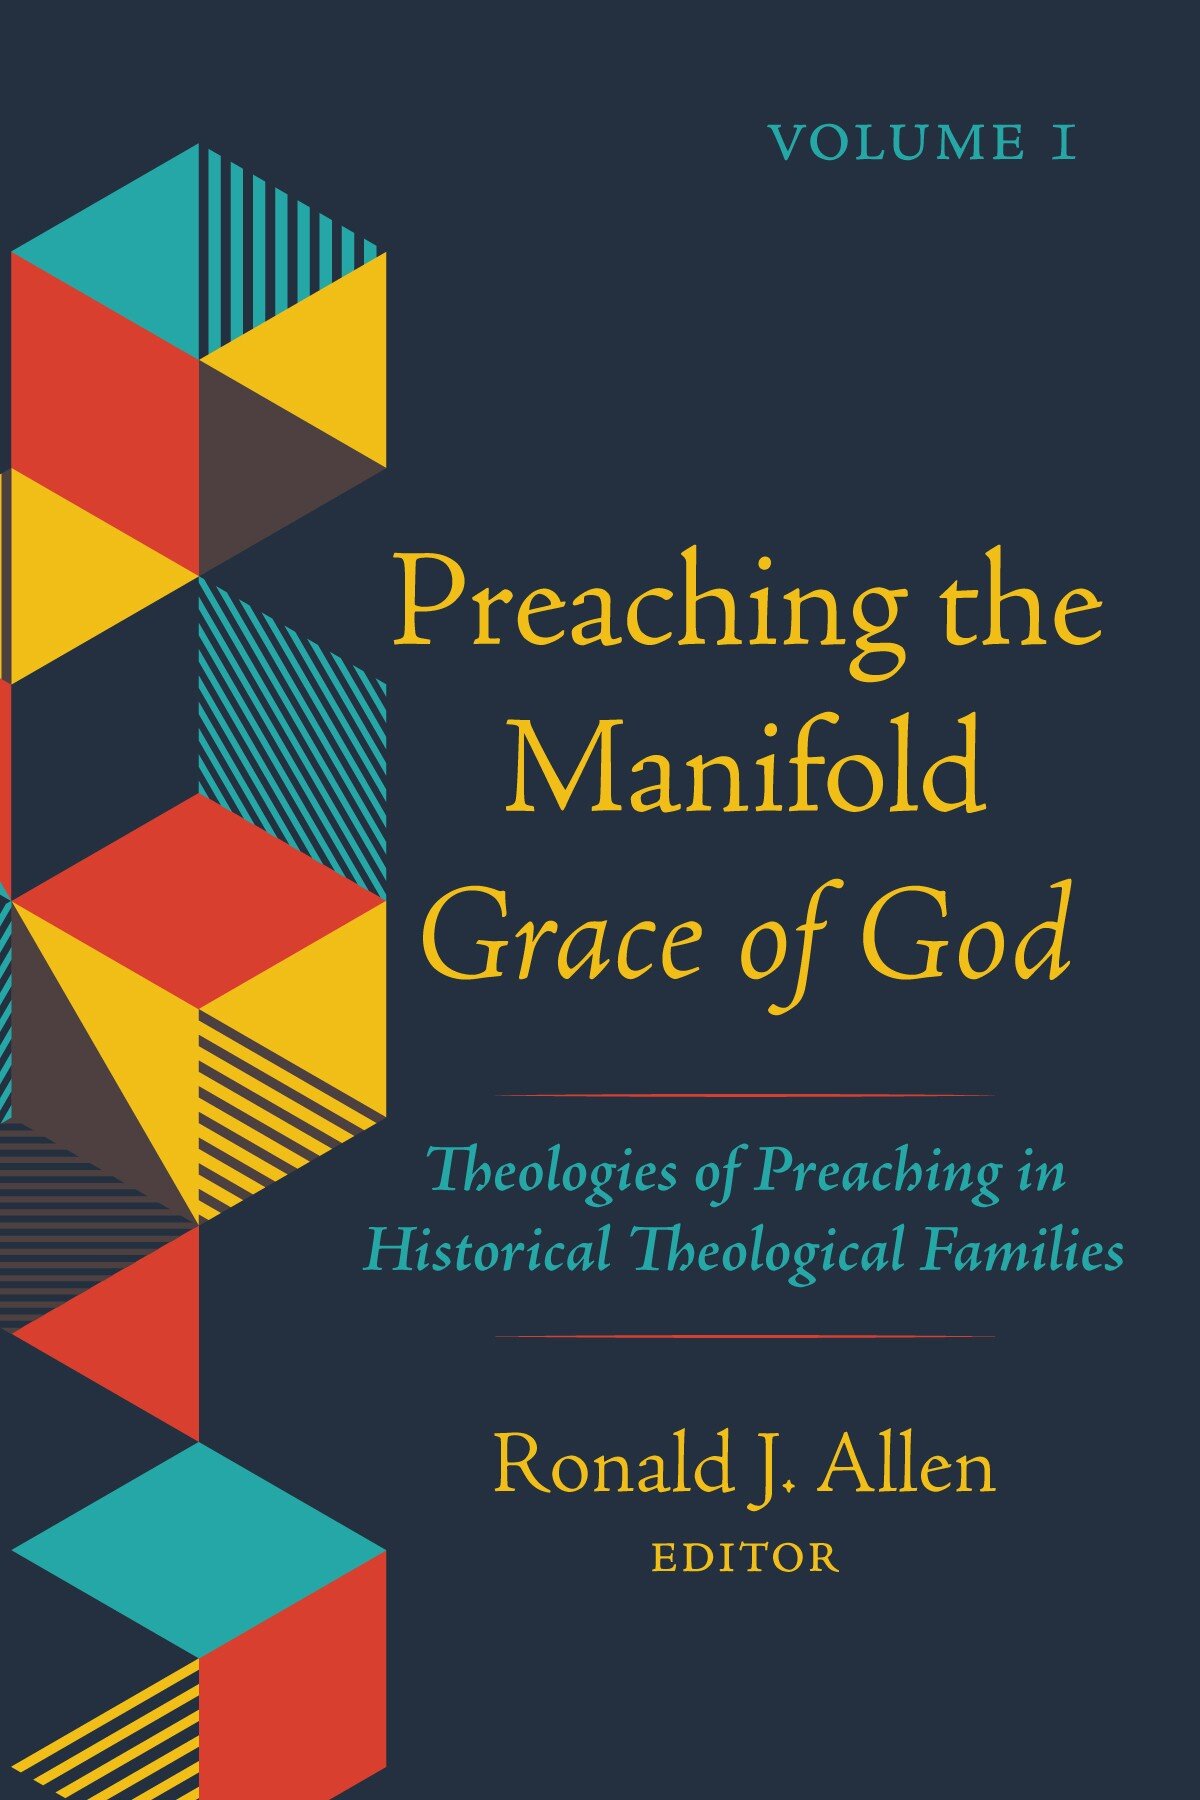 VOLUME I
Preaching the
Manifold
Grace of God
Theologies of Preaching in
Historical Theological Families
Ronald J. Allen
EDITOR